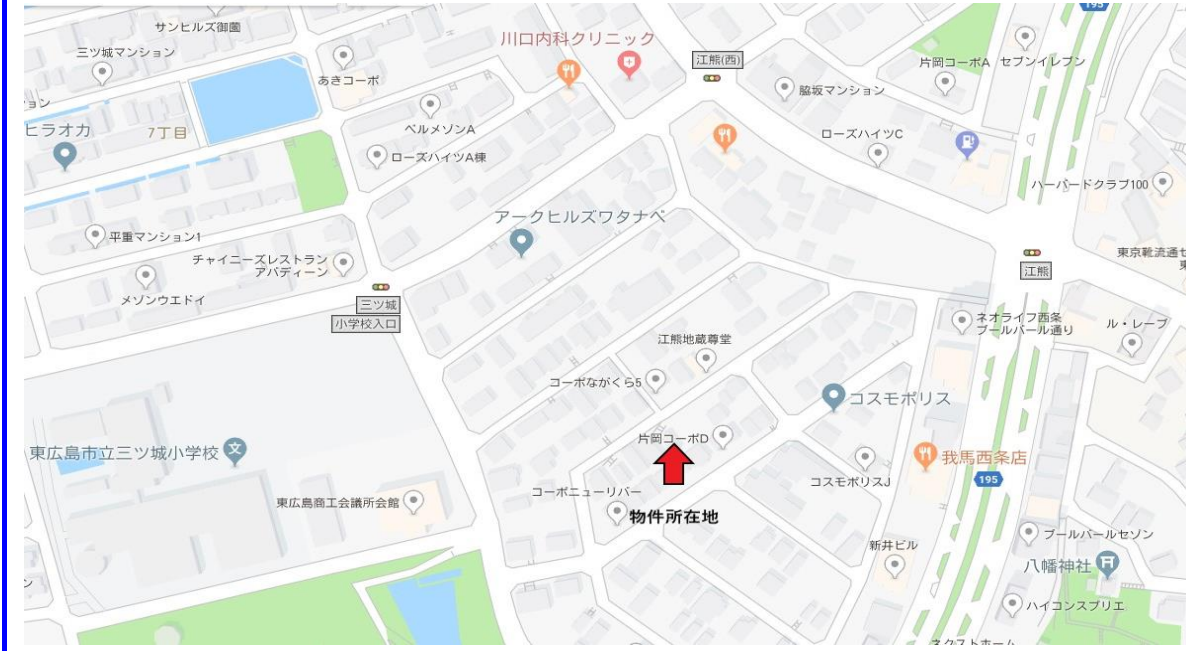 サンヒルズ御薗
三ツ城マンション
あきコーポ
川口内科クリニック
江熊(西)
195
片岡コーポA
セブンイレブン
脇坂マンション
ョン
ヒラオカ
7丁目
ベルメゾンA
ローズハイツA棟
ローズハイツC
ハーバードクラブ100
平重マンション1
アークヒルズワタナベ
チャイニーズレストラン
アバディーン
メゾンウエドイ
三ツ城
小学校入口
江熊
東京靴流通セ
ネオライフ西条
ブールバール通り
ル・レーブ
江熊地蔵尊堂
コーポながくら5
コスモポリス
片岡コーポD
東広島市立三ツ城小学校
文
我馬西条店
195
コスモポリスJ
コーポニューリバー
東広島商工会議所会館
物件所在地
新井ビル
ブールバールセゾン
八幡神社
ハイコンスプリエ
ネクストホーム